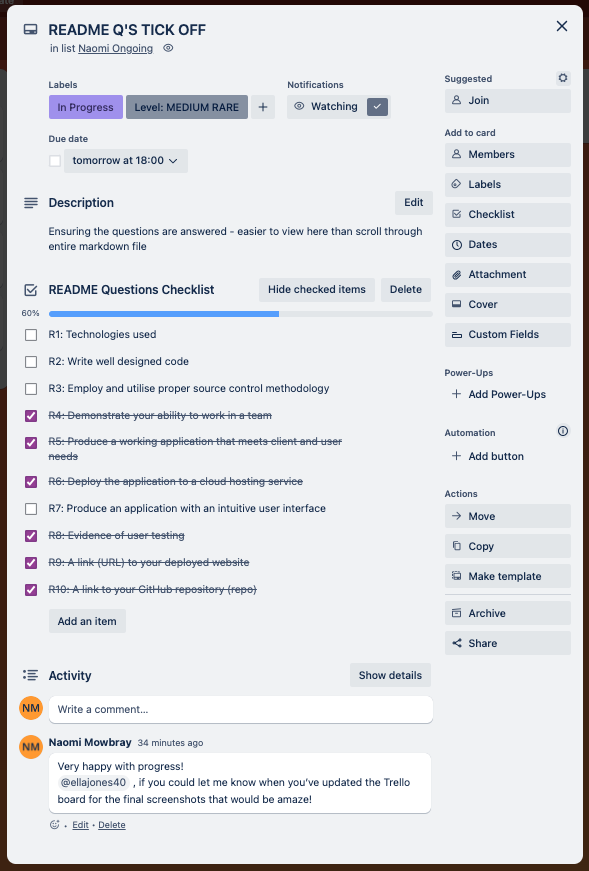 README Q'S TICK OFF
in list Naomi Ongoing
Labels
In Progress
Level: MEDIUM RARE
Notifications
Watching
Due date
tomorrow at 18:00
Description
Edit
Ensuring the questions are answered - easier to view here than scroll through
entire markdown file
README Questions Checklist
Hide checked items
Delete
60%
R1: Technologies used
R2: Write well designed code
R3: Employ and utilise proper source control methodology
R4: Demonstrate your ability to work in a team
R5: Produce a working application that meets client and user
needs
R6: Deploy the application to a cloud hosting service
R7: Produce an application with an intuitive user interface
R8: Evidence of user testing
R9: A link (URL) to your deployed website
R10: A link to your GitHub repository (repo)
Add an item
Activity
Show details
NM
Write a comment...
NM
Naomi Mowbray 34 minutes ago
Very happy with progress!
@ellajones40 , if you could let me know when you've updated the Trello
board for the final screenshots that would be amaze!
Edit • Delete
Suggested
Join
Add to card
Members
Labels
Checklist
Dates
Attachment
Cover
Custom Fields
Power-Ups
+ Add Power-Ups
Automation
+ Add button
Actions
Move
Copy
Make template
Archive
Share